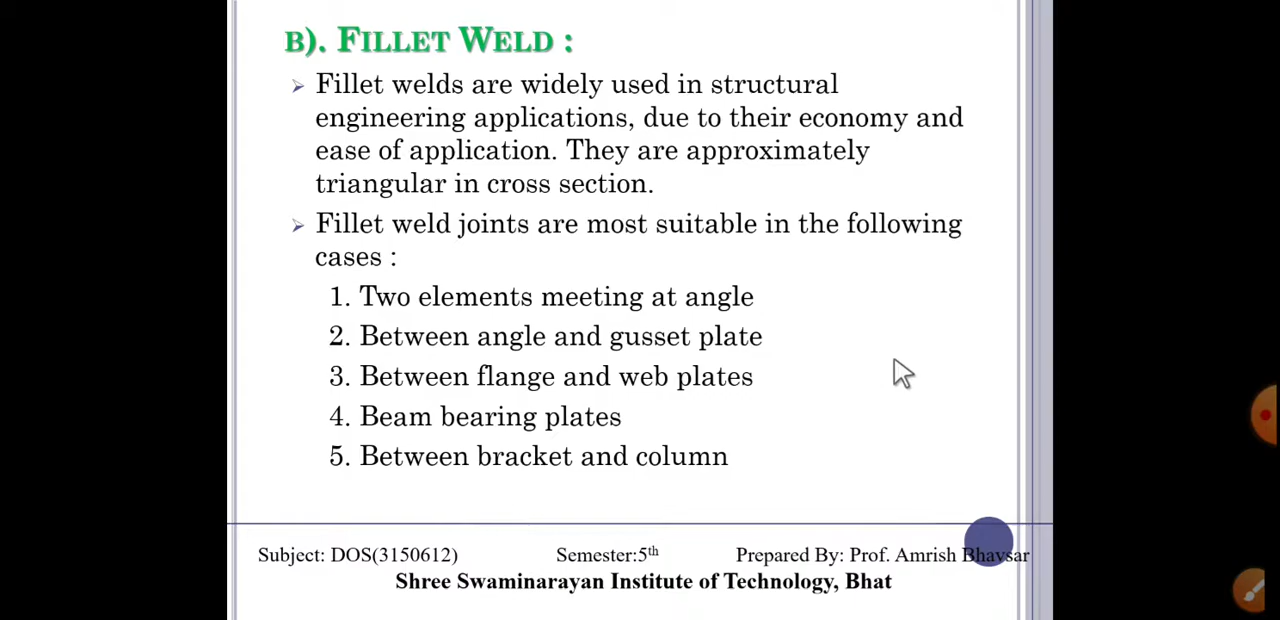 B). FILLET WELD :
➢ Fillet welds are widely used in structural
engineering applications, due to their economy and
ease of application. They are approximately
triangular in cross section.
➢ Fillet weld joints are most suitable in the following
cases :
1. Two elements meeting at angle
2. Between angle and gusset plate
3. Between flange and web plates
4. Beam bearing plates
5. Between bracket and column
Subject: DOS(3150612) Semester:5th Prepared By: Prof. Amrish Bhavsar
Shree Swaminarayan Institute of Technology, Bhat